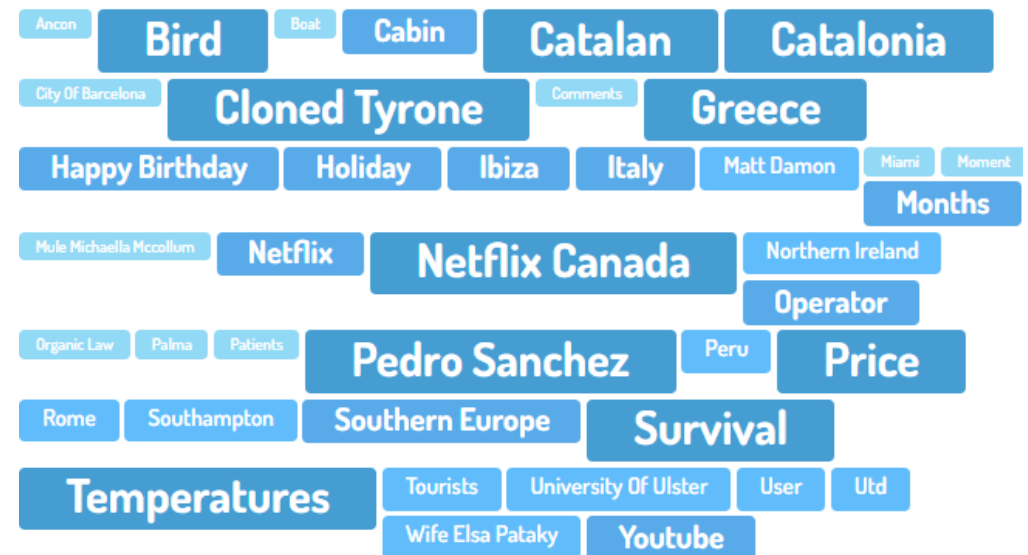 Ancon Bird Boat Cabin Catalan Catalonia
City Of Barcelona Cloned Tyrone Comments Greece
Happy Birthday Holiday Ibiza Italy Matt Damon Miami Moment
Months
Mule Michaella Mccollum Netflix Netflix Canada Northern Ireland
Operator
Organic Law Palma Patients Pedro Sanchez Peru Price
Rome Southampton Southern Europe Survival
Temperatures Tourists University Of Ulster User Utd
Wife Elsa Pataky Youtube